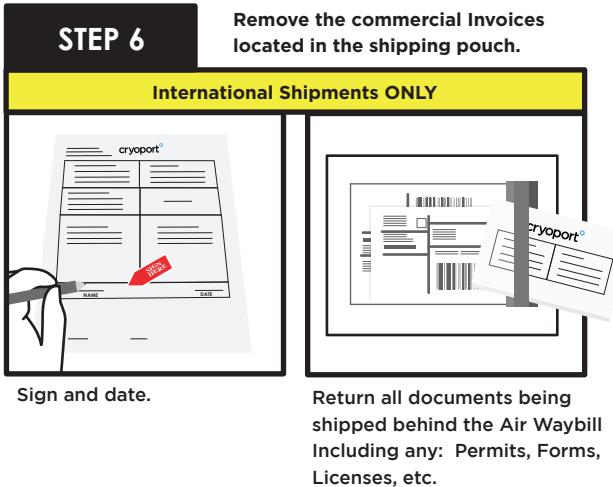 STEP 6
Remove the commercial Invoices
located in the shipping pouch.
International Shipments ONLY
cryoport
SIGN
HERE
NAME
DATE
cryoport
Sign and date.
Return all documents being
shipped behind the Air Waybill
Including any: Permits, Forms,
Licenses, etc.